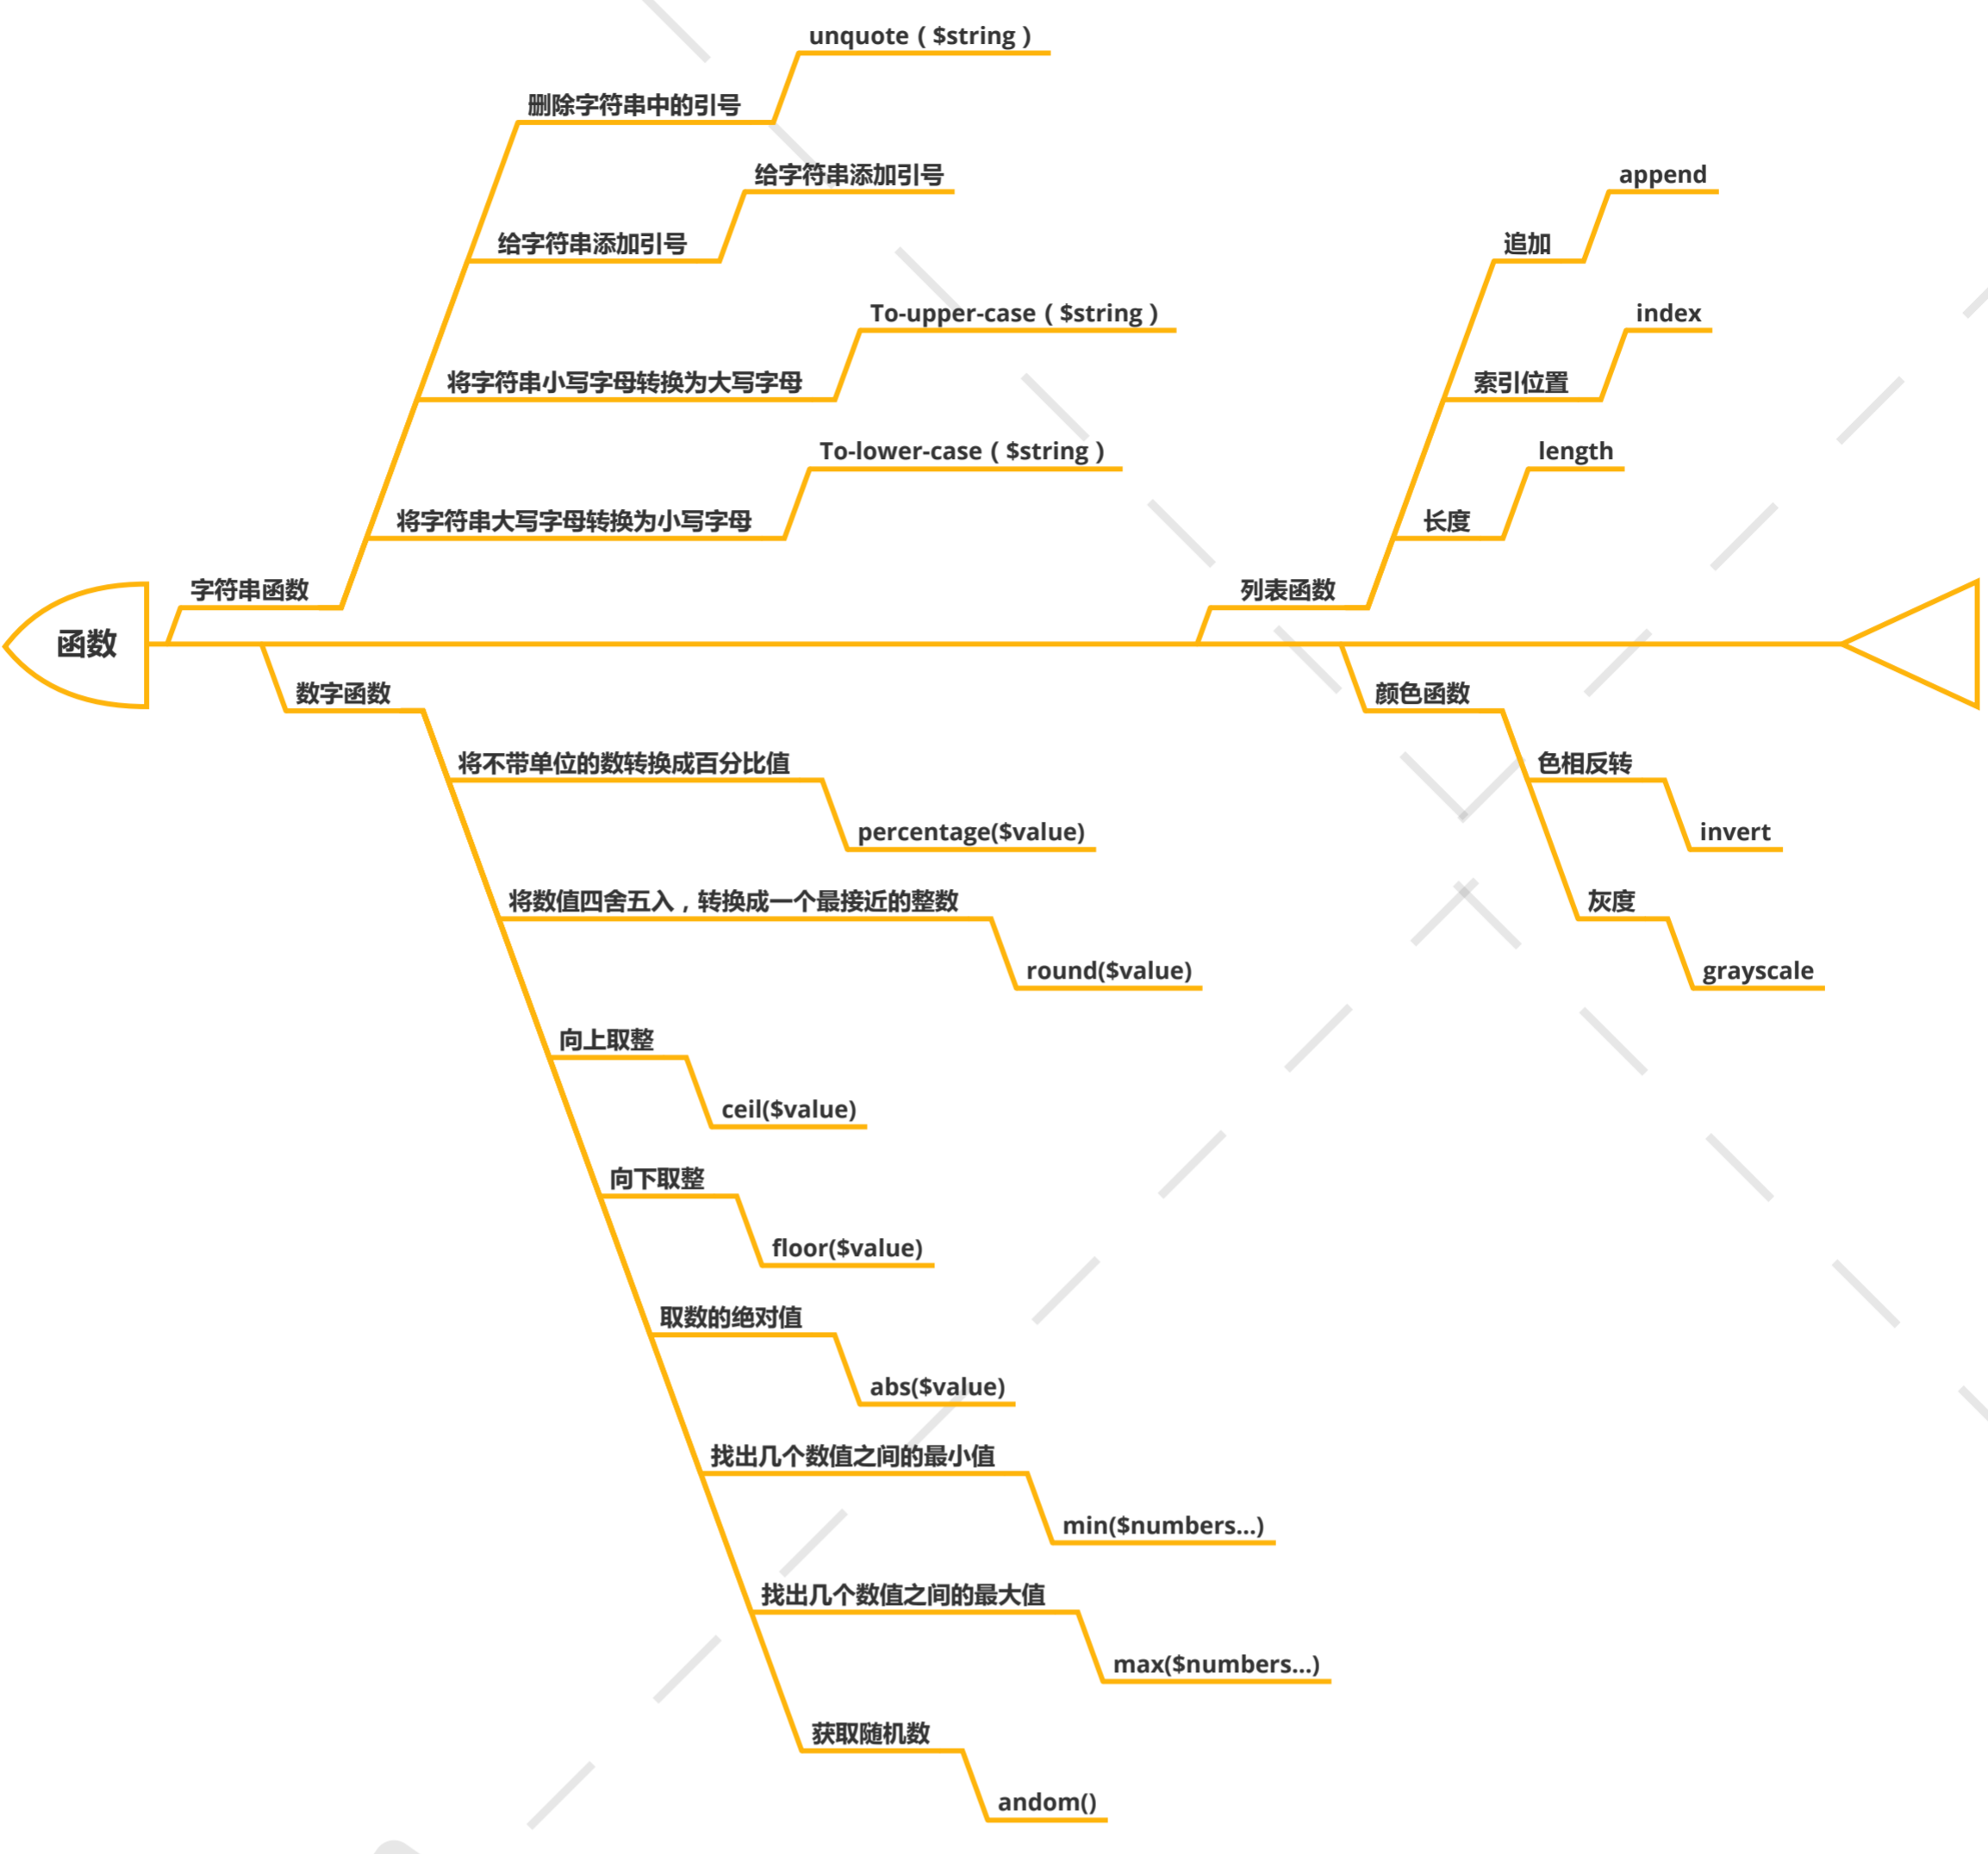 函数
字符串函数
删除字符串中的引号
unquote ( $string )
给字符串添加引号
给字符串添加引号
将字符串小写字母转换为大写字母
To-upper-case ( $string )
将字符串大写字母转换为小写字母
To-lower-case ( $string )
数字函数
将不带单位的数转换成百分比值
percentage($value)
将数值四舍五入，转换成一个最接近的整数
round($value)
向上取整
ceil($value)
向下取整
floor($value)
取数的绝对值
abs($value)
找出几个数值之间的最小值
min($numbers...)
找出几个数值之间的最大值
max($numbers...)
获取随机数
andom()
列表函数
追加
append
索引位置
index
长度
length
颜色函数
色相反转
invert
灰度
grayscale